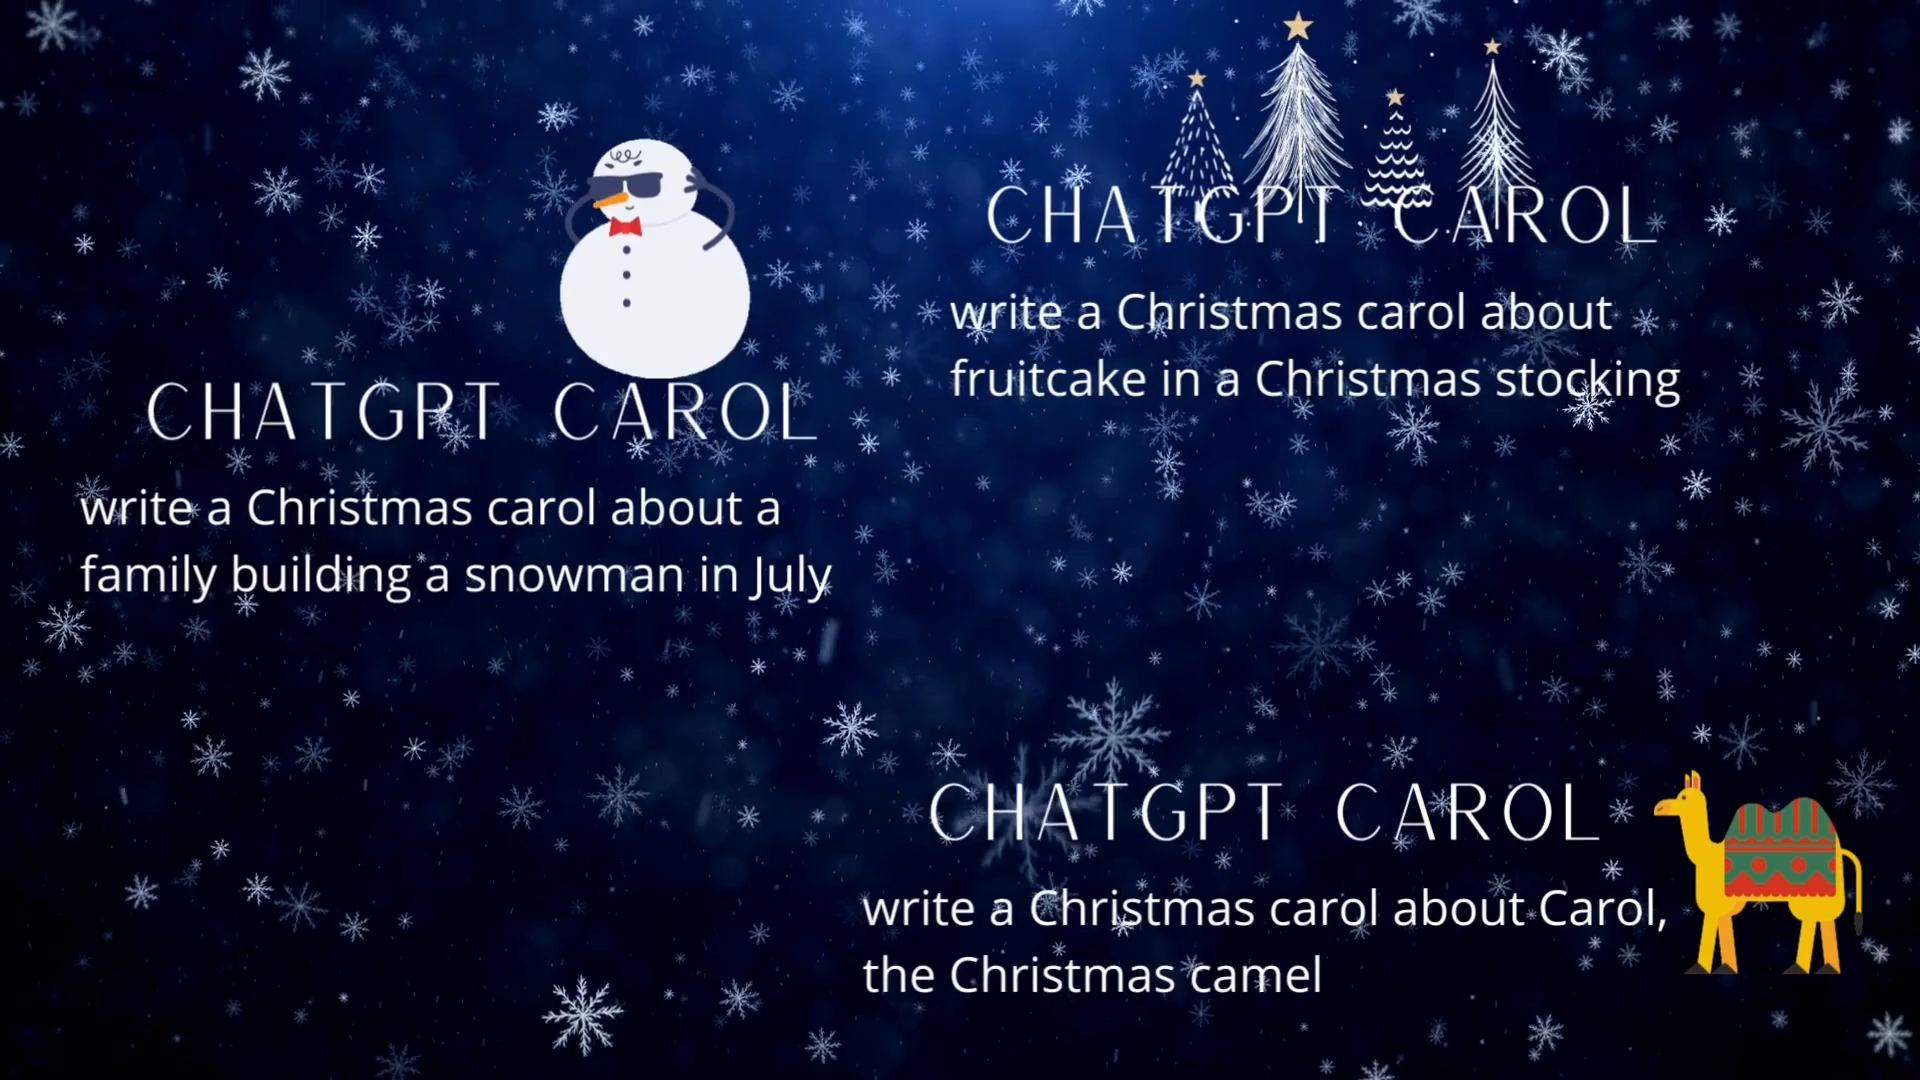 CHATGPT CAROL
write a Christmas carol about a
family building a snowman in July
CHATGPT CAROL
write a Christmas carol about
fruitcake in a Christmas stocking
CHATGPT CAROL
write a Christmas carol about Carol,
the Christmas camel